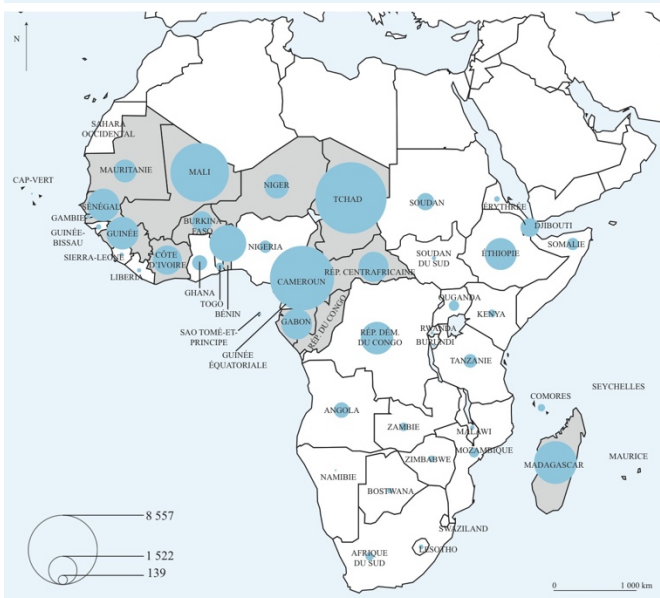 N
SAHARA
OCCIDENTAL
CAP-VERT
MAURITANIE
MALI
NIGER
TCHAD
SOUDAN
ÉRYTHRÉE
SÉNÉGAL
GAMBIE
GUINÉE-
BISSAU
GUINÉE
SIERRA-LEONE
LIBERIA
CÔTE
D'IVOIRE
BURKINA
FASO
GHANA
TOGO
BÉNIN
NIGERIA
CAMEROUN
RÉP. CENTRAFRICAINE
SOUDAN
DU SUD
ÉTHIOPIE
DJIBOUTI
SOMALIE
SAO TOMÉ-ET-
PRINCIPE
GUINÉE
ÉQUATORIALE
GABON
RÉP DU CONGO
RÉP. DÉM.
DU CONGO
OUGANDA
KENYA
RWANDA
BURUNDI
TANZANIE
SEYCHELLES
COMORES
ANGOLA
ZAMBIE
MALAWI
MOZAMBIQUE
ZIMBABWE
MADAGASCAR
MAURICE
NAMIBIE
BOSTWANA
SWAZILAND
LESOTHO
AFRIQUE
DU SUD
8 557
1 522
139
0 1 000 km